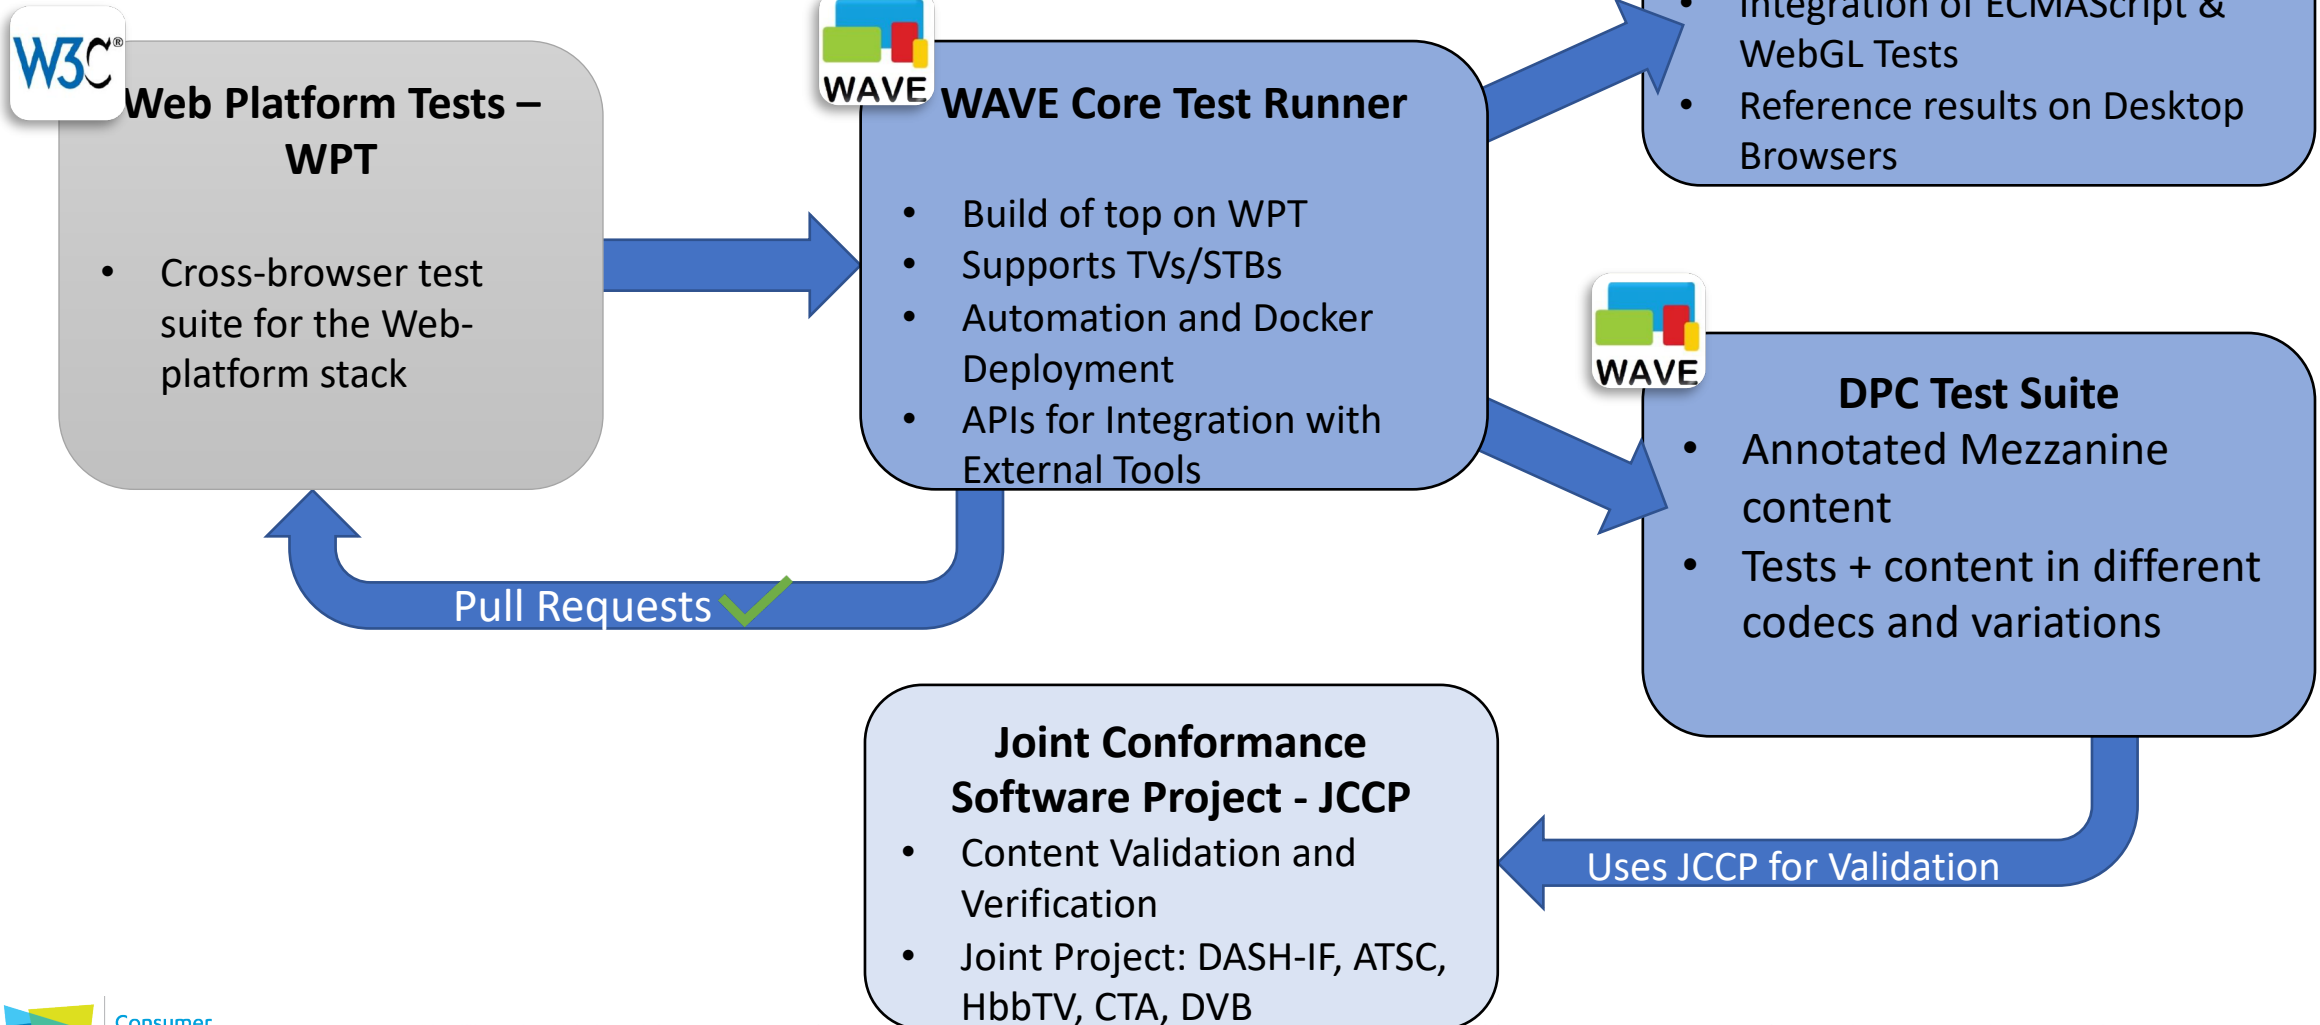 W3C®
Web Platform Tests –
WPT
• Cross-browser test
suite for the Web-
platform stack
WAVE
WAVE Core Test Runner
• Build of top on WPT
• Supports TVs/STBs
• Automation and Docker
Deployment
• APIs for Integration with
External Tools
• Integration of ECMAScript &
WebGL Tests
• Reference results on Desktop
Browsers
WAVE
DPC Test Suite
• Annotated Mezzanine
content
• Tests + content in different
codecs and variations
Pull Requests
Joint Conformance
Software Project - JCCP
• Content Validation and
Verification
• Joint Project: DASH-IF, ATSC,
HbbTV, CTA, DVB
Uses JCCP for Validation
Consumer